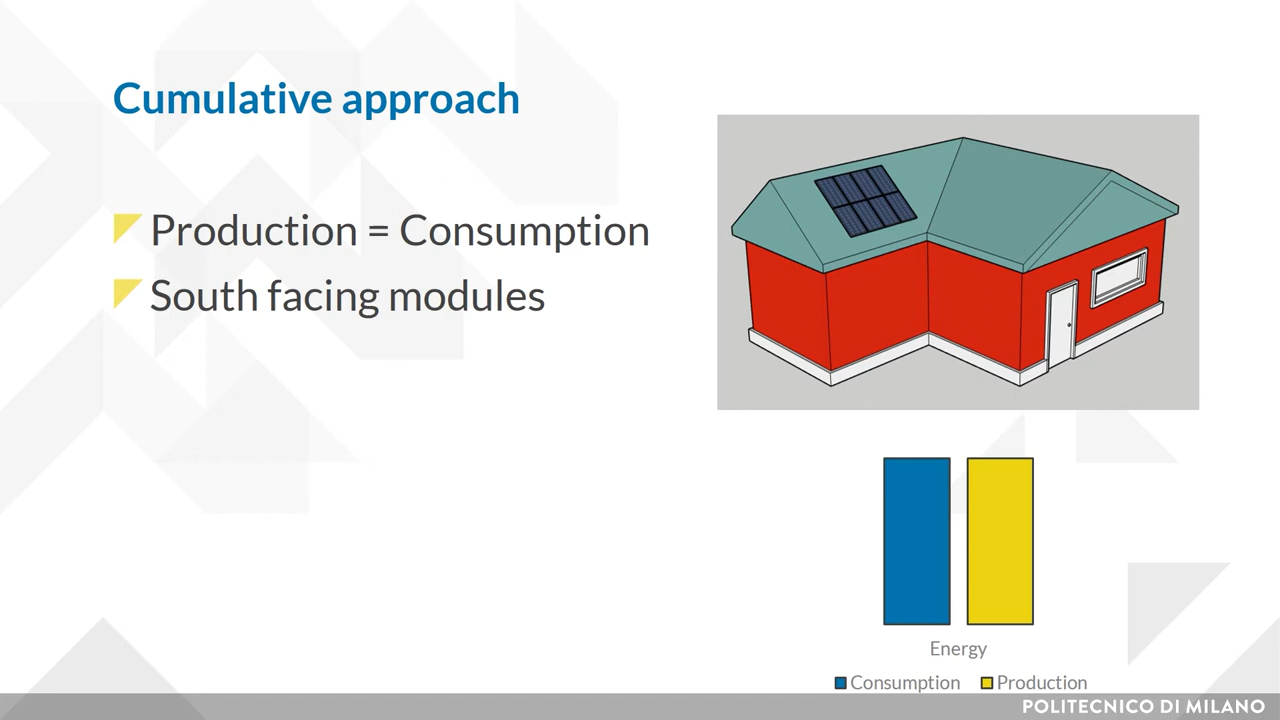 Cumulative approach
Production = Consumption
South facing modules
Energy
Consumption Production
POLITECNICO DI MILANO